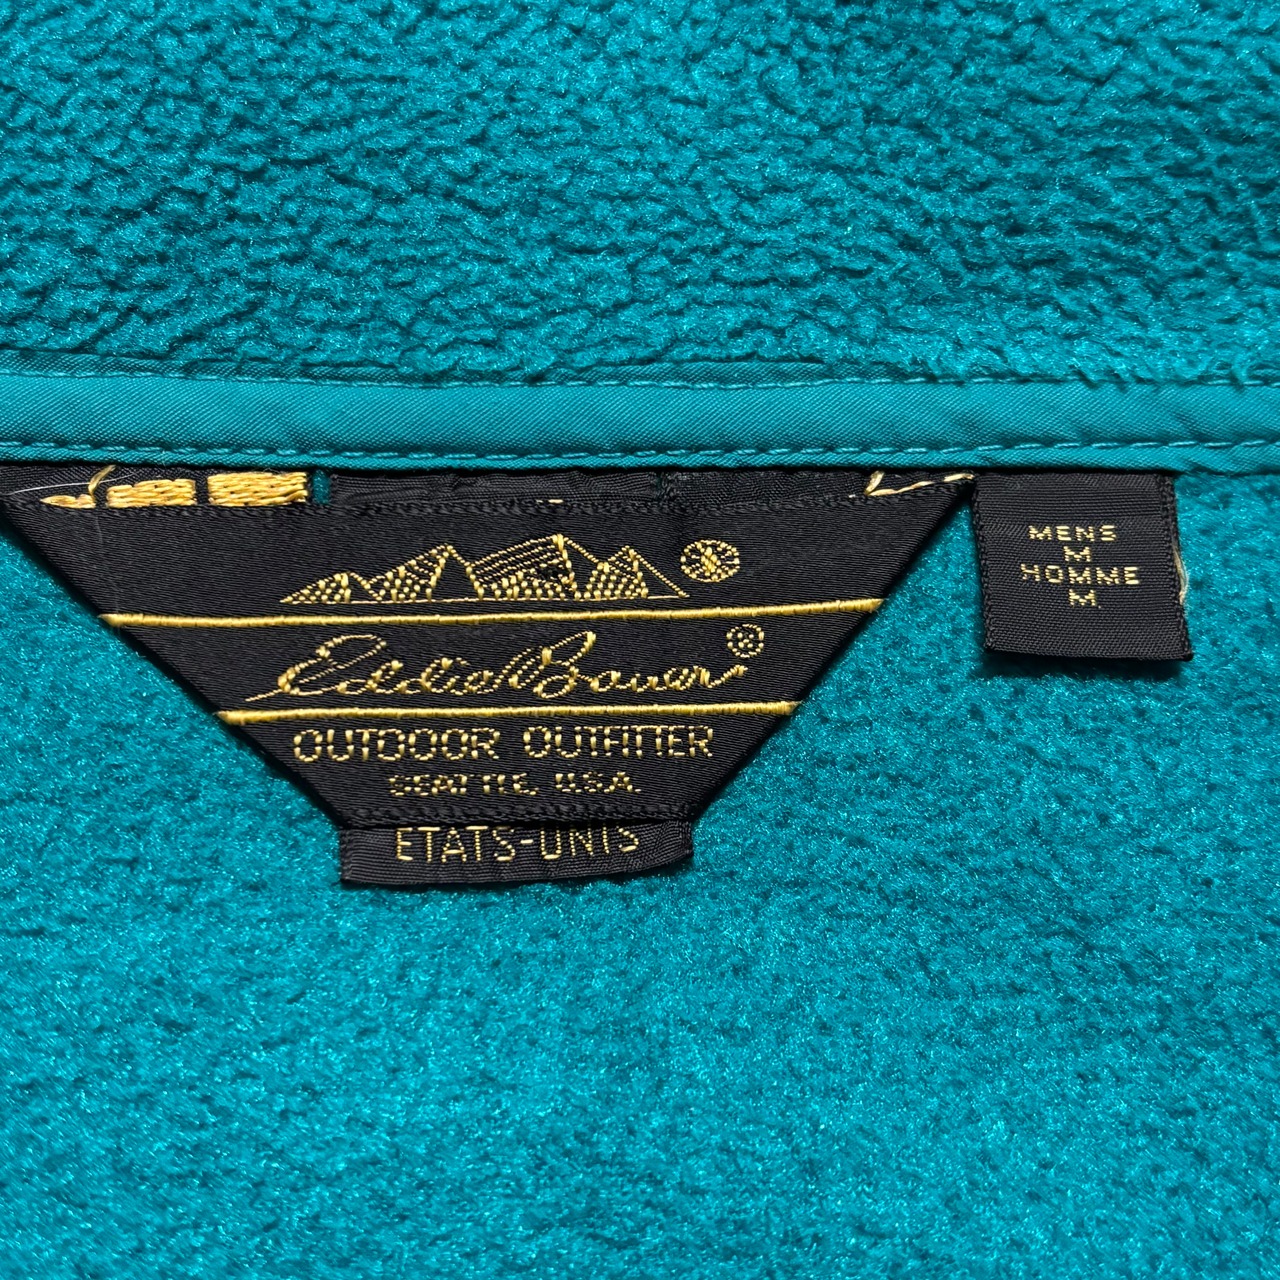 Eddie Bauer®
OUTDOOR OUTFITTER
SEATTLE, U.S.A.
ETATS-UNIS
MENS
M
HOMME
M